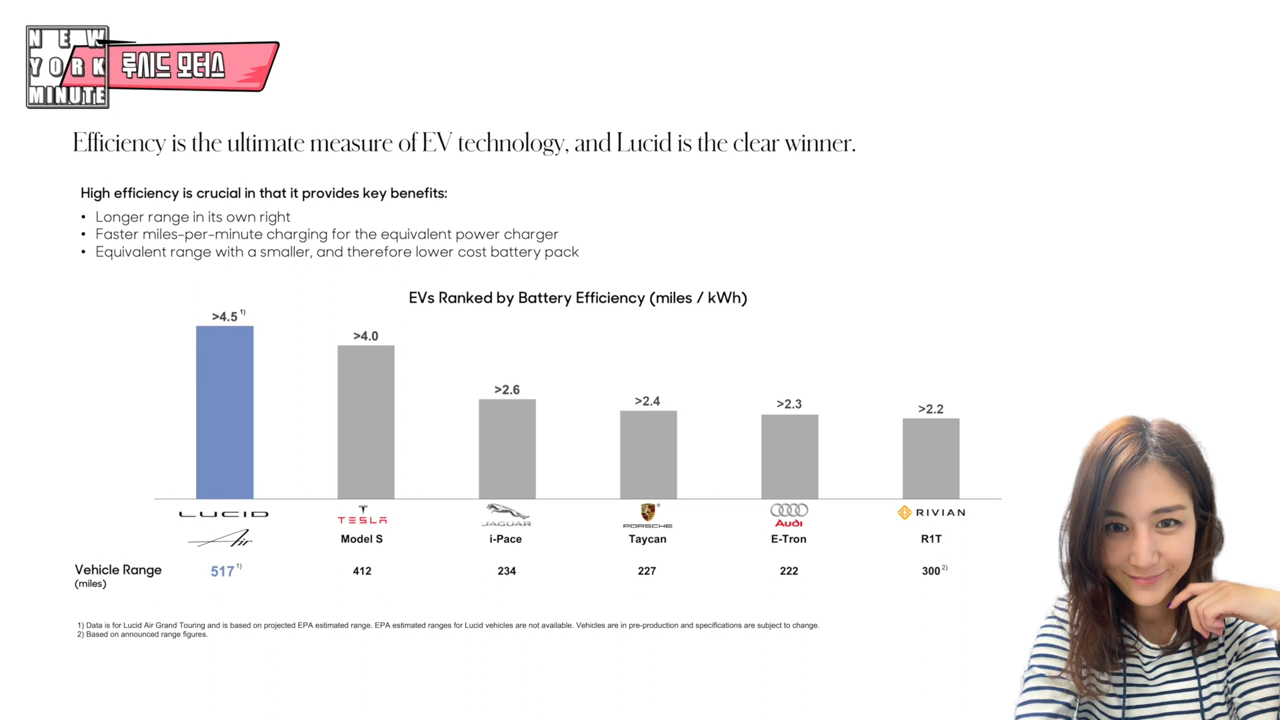 NEW
YORK
MINUTE
루시드 모터스
Efficiency is the ultimate measure of EV technology, and Lucid is the clear winner.
High efficiency is crucial in that it provides key benefits:
• Longer range in its own right
• Faster miles-per-minute charging for the equivalent power charger
• Equivalent range with a smaller, and therefore lower cost battery pack
EVs Ranked by Battery Efficiency (miles / kWh)
>4.5 1) >4.0 >2.6 >2.4 >2.3 >2.2
LUCID TESLA JAGUAR PORSCHE Audi RIVIAN
Air Model S i-Pace Taycan E-Tron R1T
Vehicle Range 517 1) 412 234 227 222 300 2)
(miles)
1) Data is for Lucid Air Grand Touring and is based on projected EPA estimated range. EPA estimated ranges for Lucid vehicles are not available. Vehicles are in pre-production and specifications are subject to change.
2) Based on announced range figures.